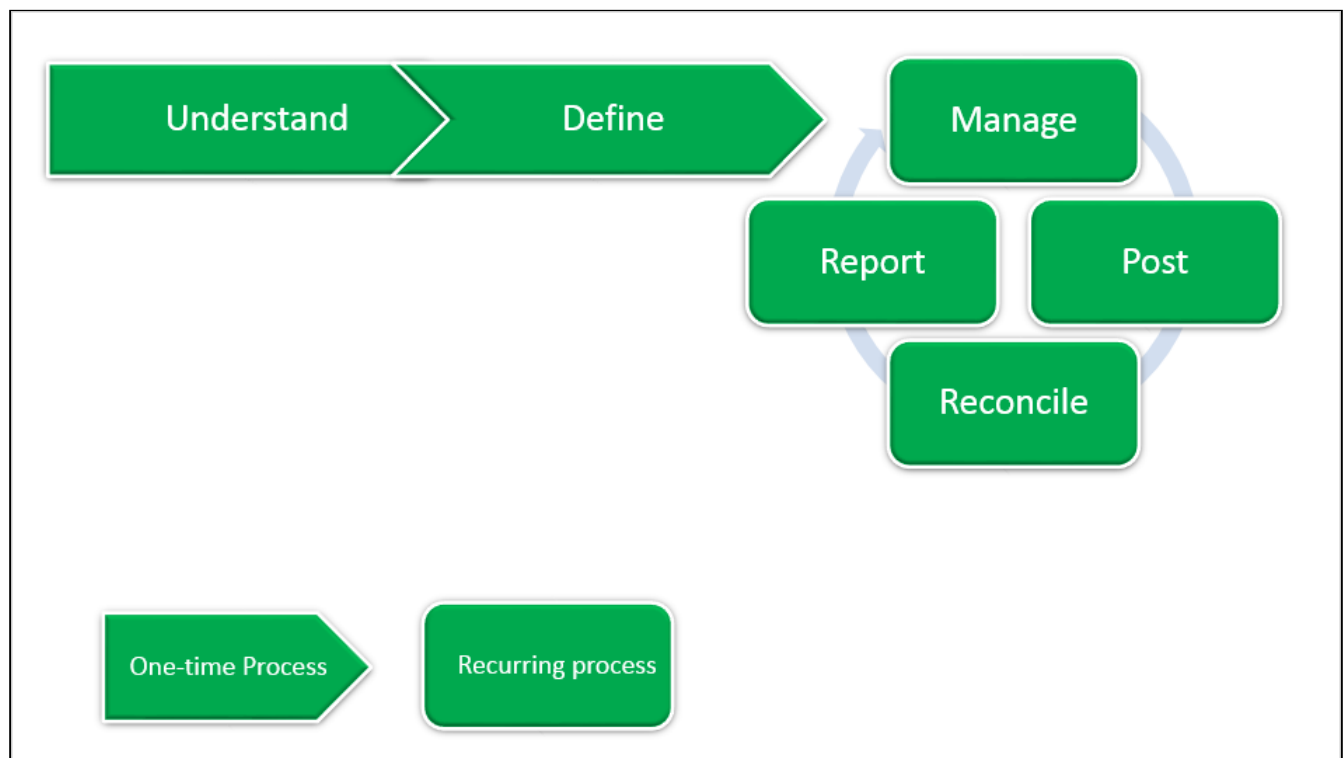 Understand
Define
Manage
Report
Post
Reconcile
One-time Process
Recurring process